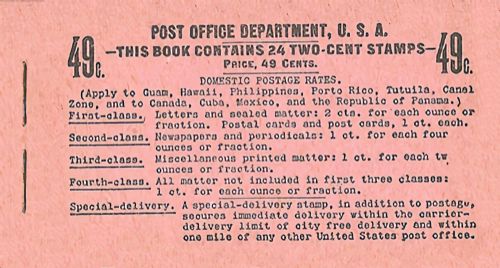 POST OFFICE DEPARTMENT, U. S. A.
49c. —THIS BOOK CONTAINS 24 TWO-CENT STAMPS— 49c.
PRICE, 49 CENTS.
DOMESTIC POSTAGE RATES.
(Apply to Guam, Hawaii, Philippines, Porto Rico, Tutuila, Canal
Zone, and to Canada, Cuba, Mexico, and the Republic of Panama.)
First-class. Letters and sealed matter: 2 cts. for each ounce or
fraction. Postal cards and post cards, 1 ct. each.
Second-class. Newspapers and periodicals: 1 ct. for each four
ounces or fraction.
Third-class. Miscellaneous printed matter: 1 ct. for each tw
ounces or fraction.
Fourth-class. All matter not included in first three classes:
1 ct. for each ounce or fraction.
Special-delivery. A special-delivery stamp, in addition to postage,
secures immediate delivery within the carrier-
delivery limit of city free delivery and within
one mile of any other United States post office.